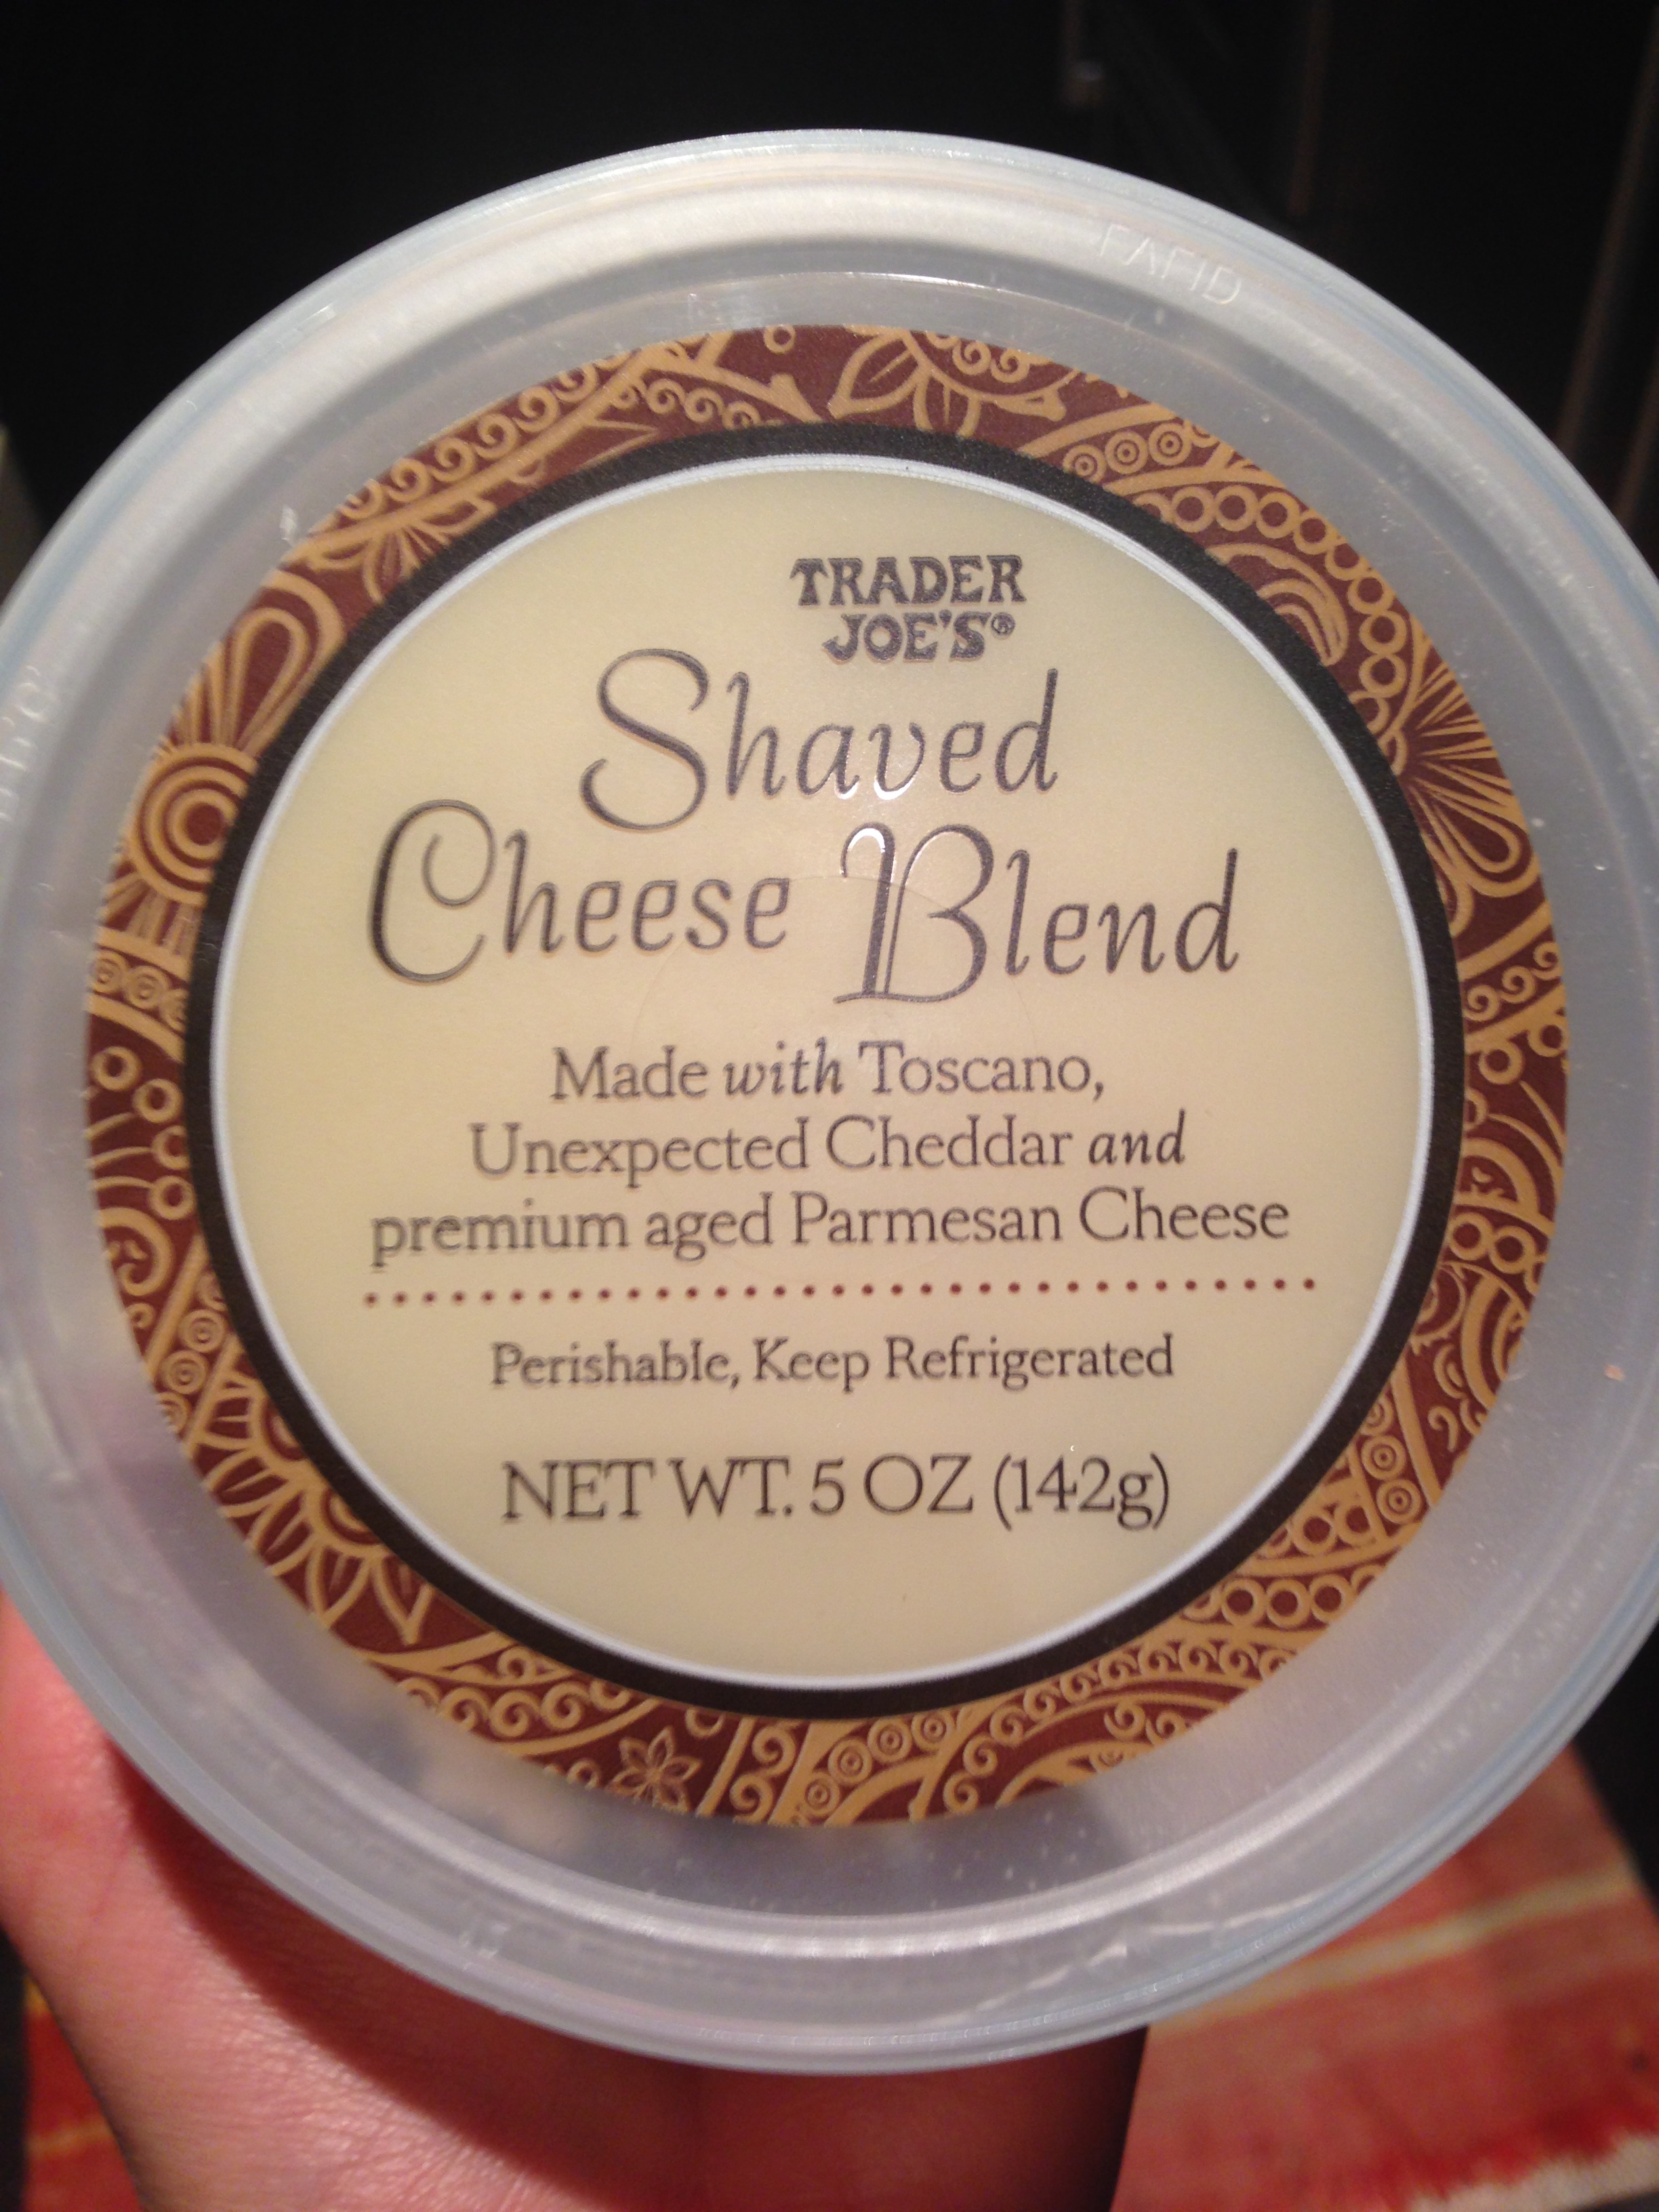 TRADER
JOE'S®
Shaved
Cheese Blend
Made with Toscano,
Unexpected Cheddar and
premium aged Parmesan Cheese
Perishable, Keep Refrigerated
NET WT. 5 OZ (142g)